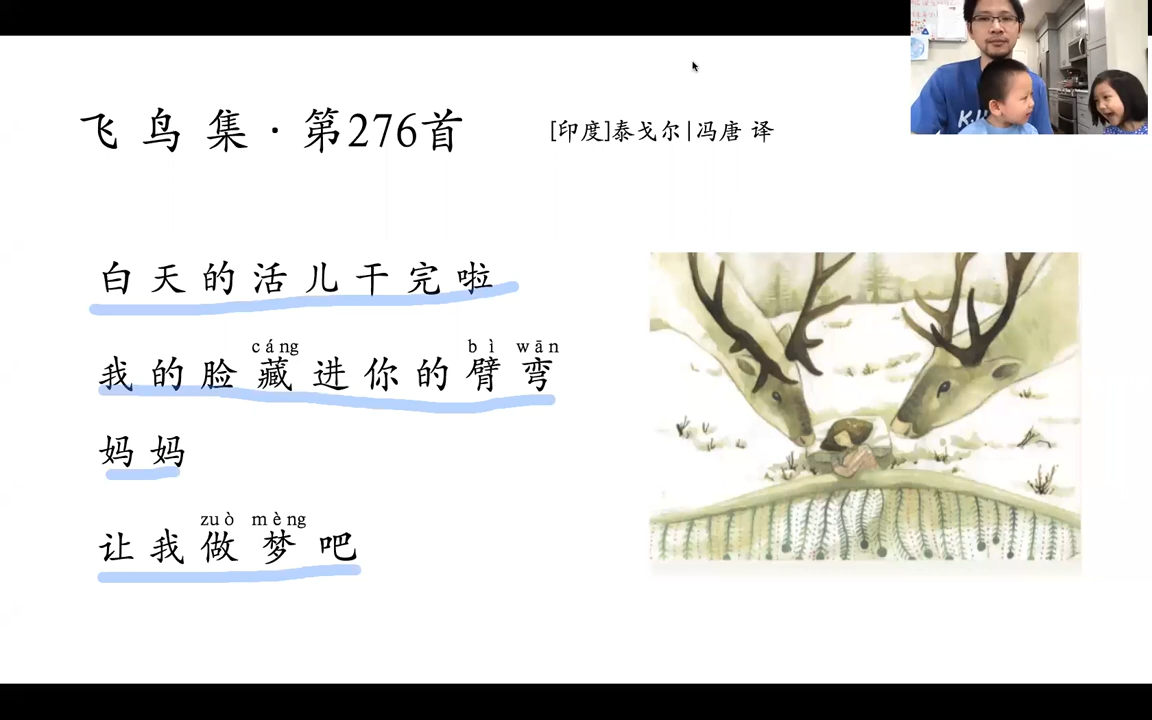 飞鸟集·第276首
[印度]泰戈尔|冯唐 译
白天的活儿干完啦
cáng bì wān
我的脸藏进你的臂弯
妈妈
zuò mèng
让我做梦吧